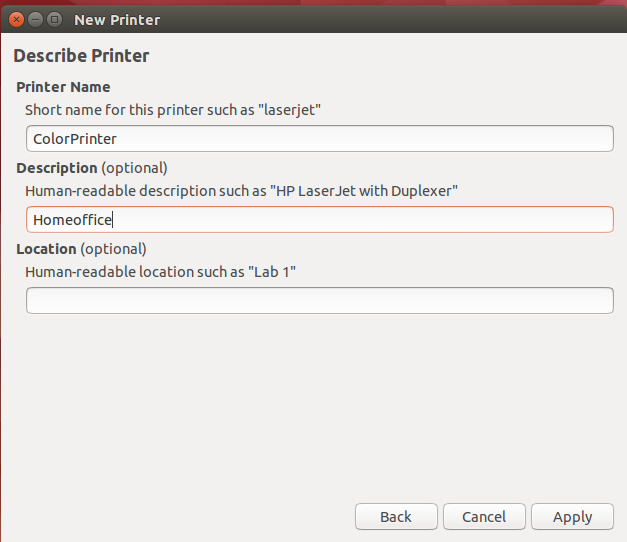 New Printer
Describe Printer
Printer Name
Short name for this printer such as "laserjet"
ColorPrinter
Description (optional)
Human-readable description such as "HP LaserJet with Duplexer"
Homeoffice
Location (optional)
Human-readable location such as "Lab 1"
Back Cancel Apply